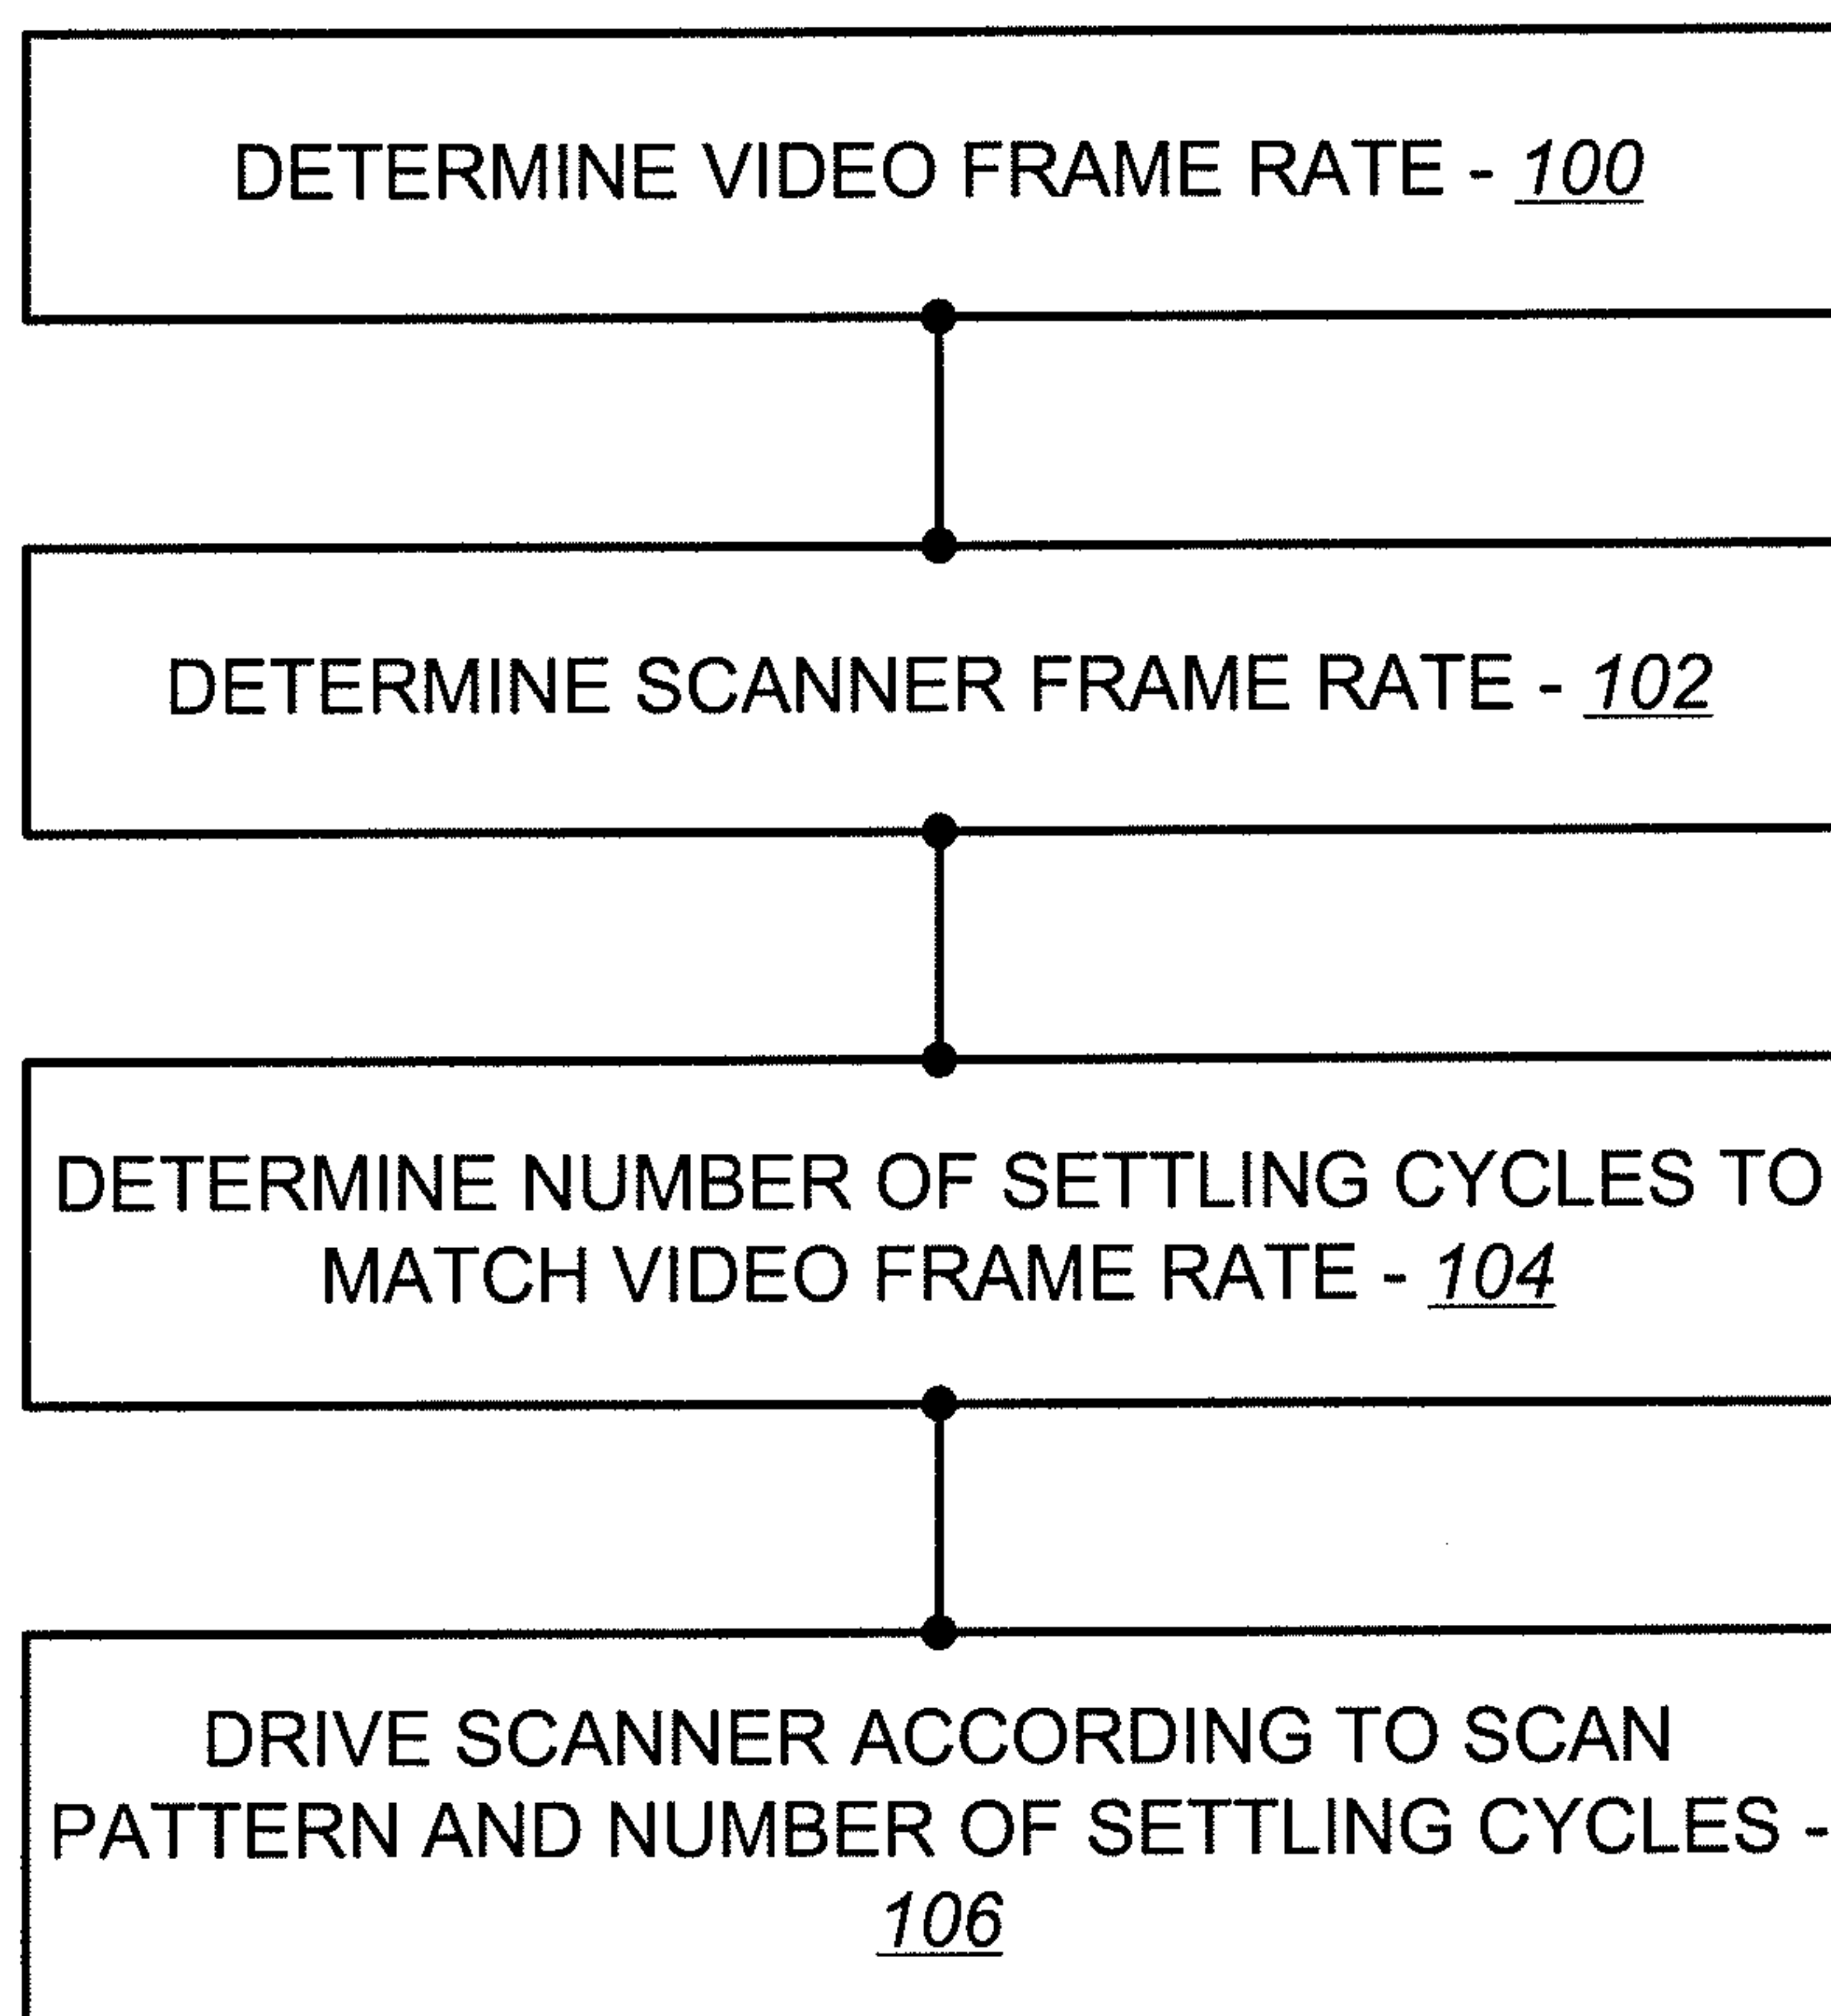 DETERMINE VIDEO FRAME RATE - 100
DETERMINE SCANNER FRAME RATE - 102
DETERMINE NUMBER OF SETTLING CYCLES TO
MATCH VIDEO FRAME RATE - 104
DRIVE SCANNER ACCORDING TO SCAN
PATTERN AND NUMBER OF SETTLING CYCLES -
106